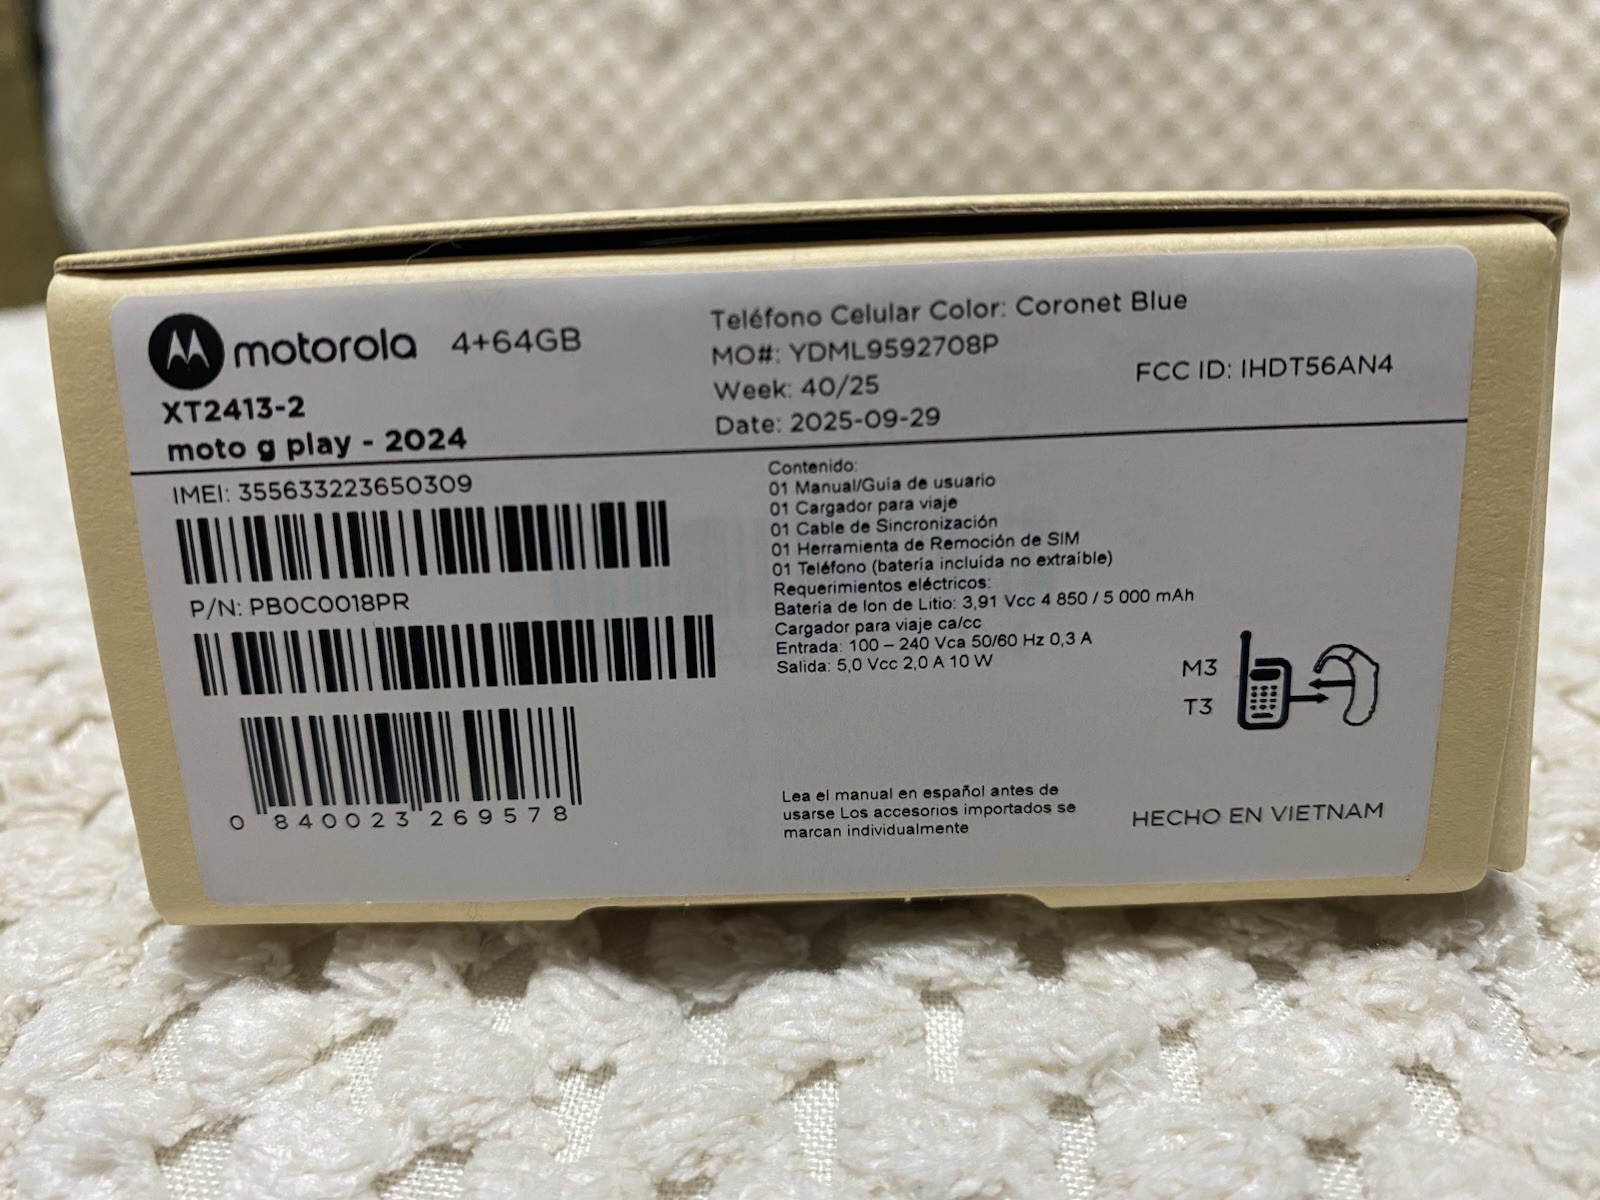 motorola 4+64GB
XT2413-2
moto g play - 2024
Teléfono Celular Color: Coronet Blue
MO#: YDML9592708P
Week: 40/25
Date: 2025-09-29
FCC ID: IHDT56AN4
IMEI: 355633223650309
P/N: PB0C0018PR
0 840023 269578
Contenido:
01 Manual/Guía de usuario
01 Cargador para viaje
01 Cable de Sincronización
01 Herramienta de Remoción de SIM
01 Teléfono (batería incluida no extraíble)
Requerimientos eléctricos:
Batería de Ion de Litio: 3,91 Vcc 4 850 / 5 000 mAh
Cargador para viaje ca/cc
Entrada: 100 – 240 Vca 50/60 Hz 0,3 A
Salida: 5,0 Vcc 2,0 A 10 W
M3
T3
Lea el manual en español antes de
usarse Los accesorios importados se
marcan individualmente
HECHO EN VIETNAM